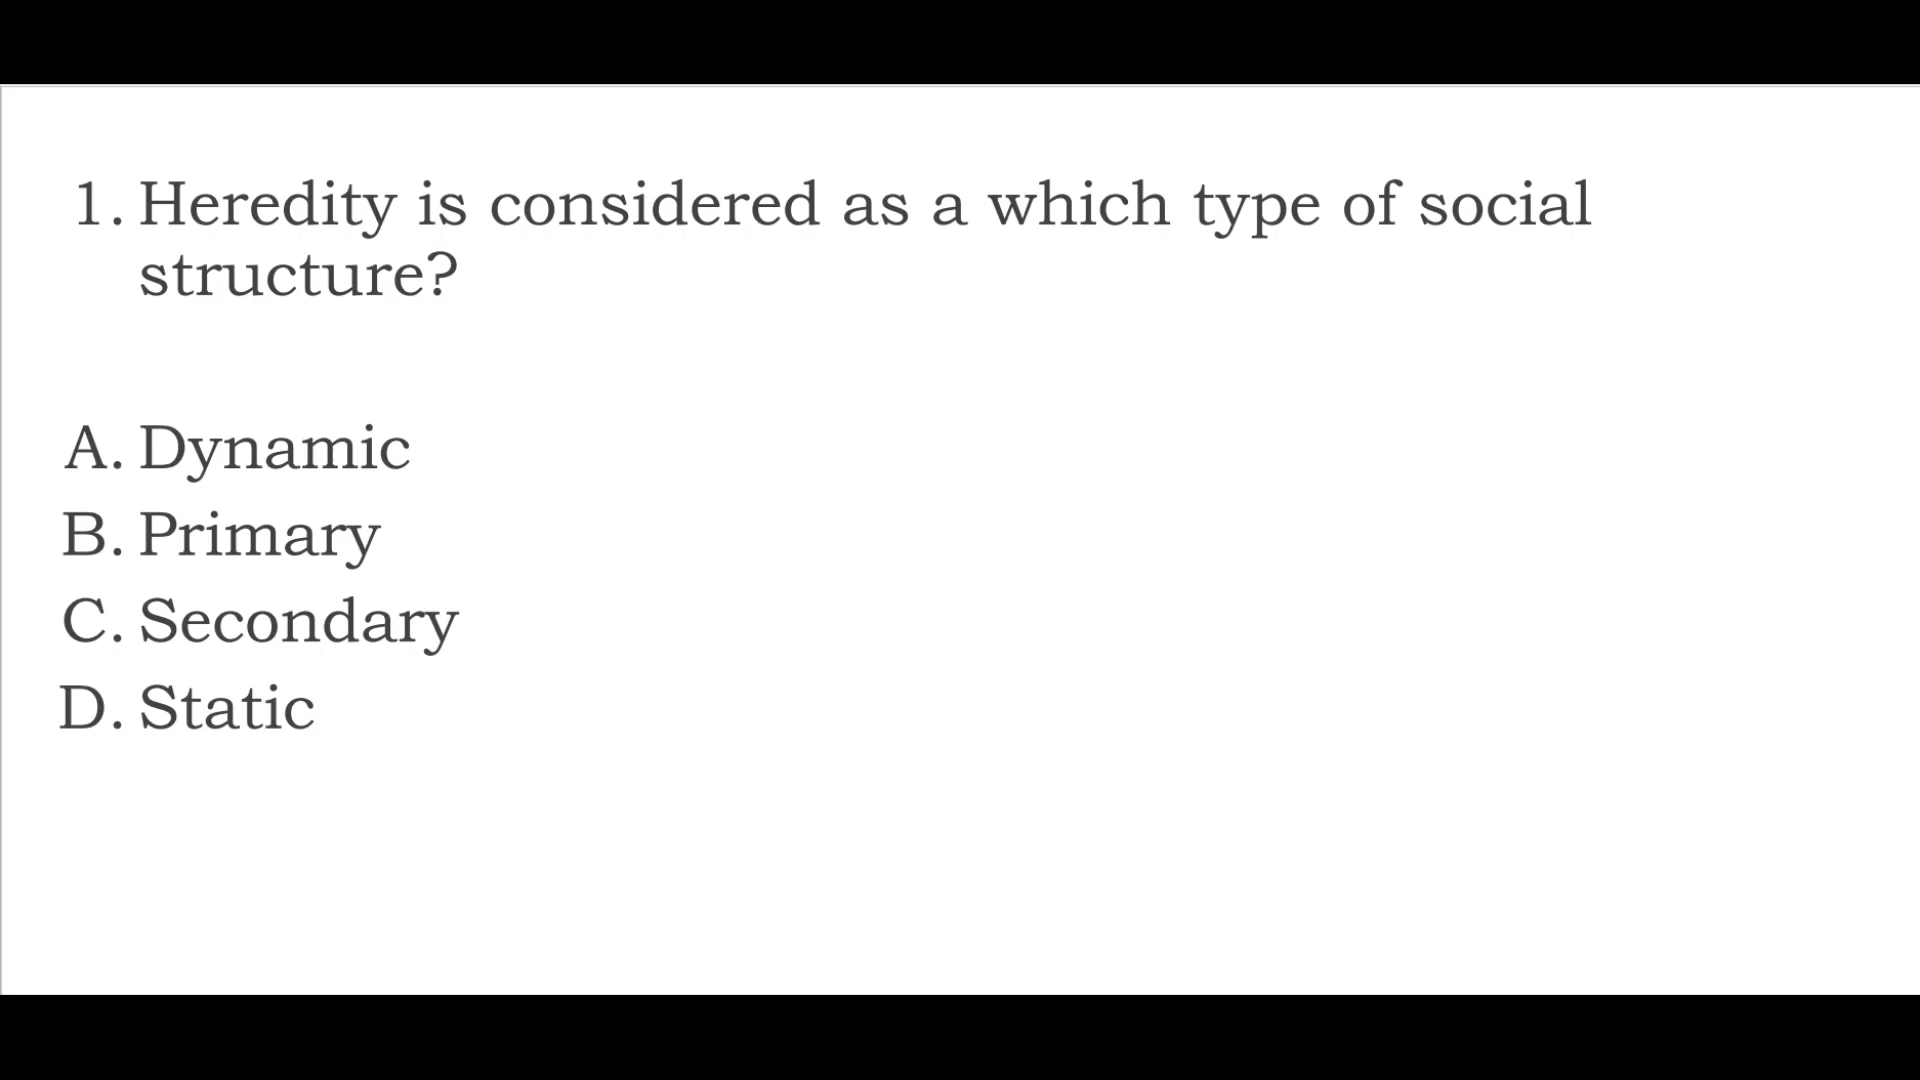 1. Heredity is considered as a which type of social
structure?
A. Dynamic
B. Primary
C. Secondary
D. Static